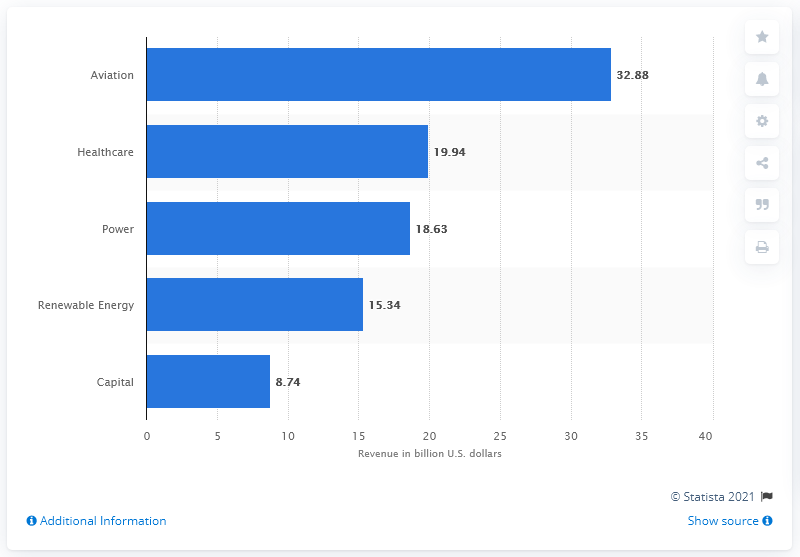 Aviation 32.88
Healthcare 19.94
Power 18.63
Renewable Energy 15.34
Capital 8.74
0 5 10 15 20 25 30 35 40
Revenue in billion U.S. dollars
© Statista 2021
Additional Information Show source